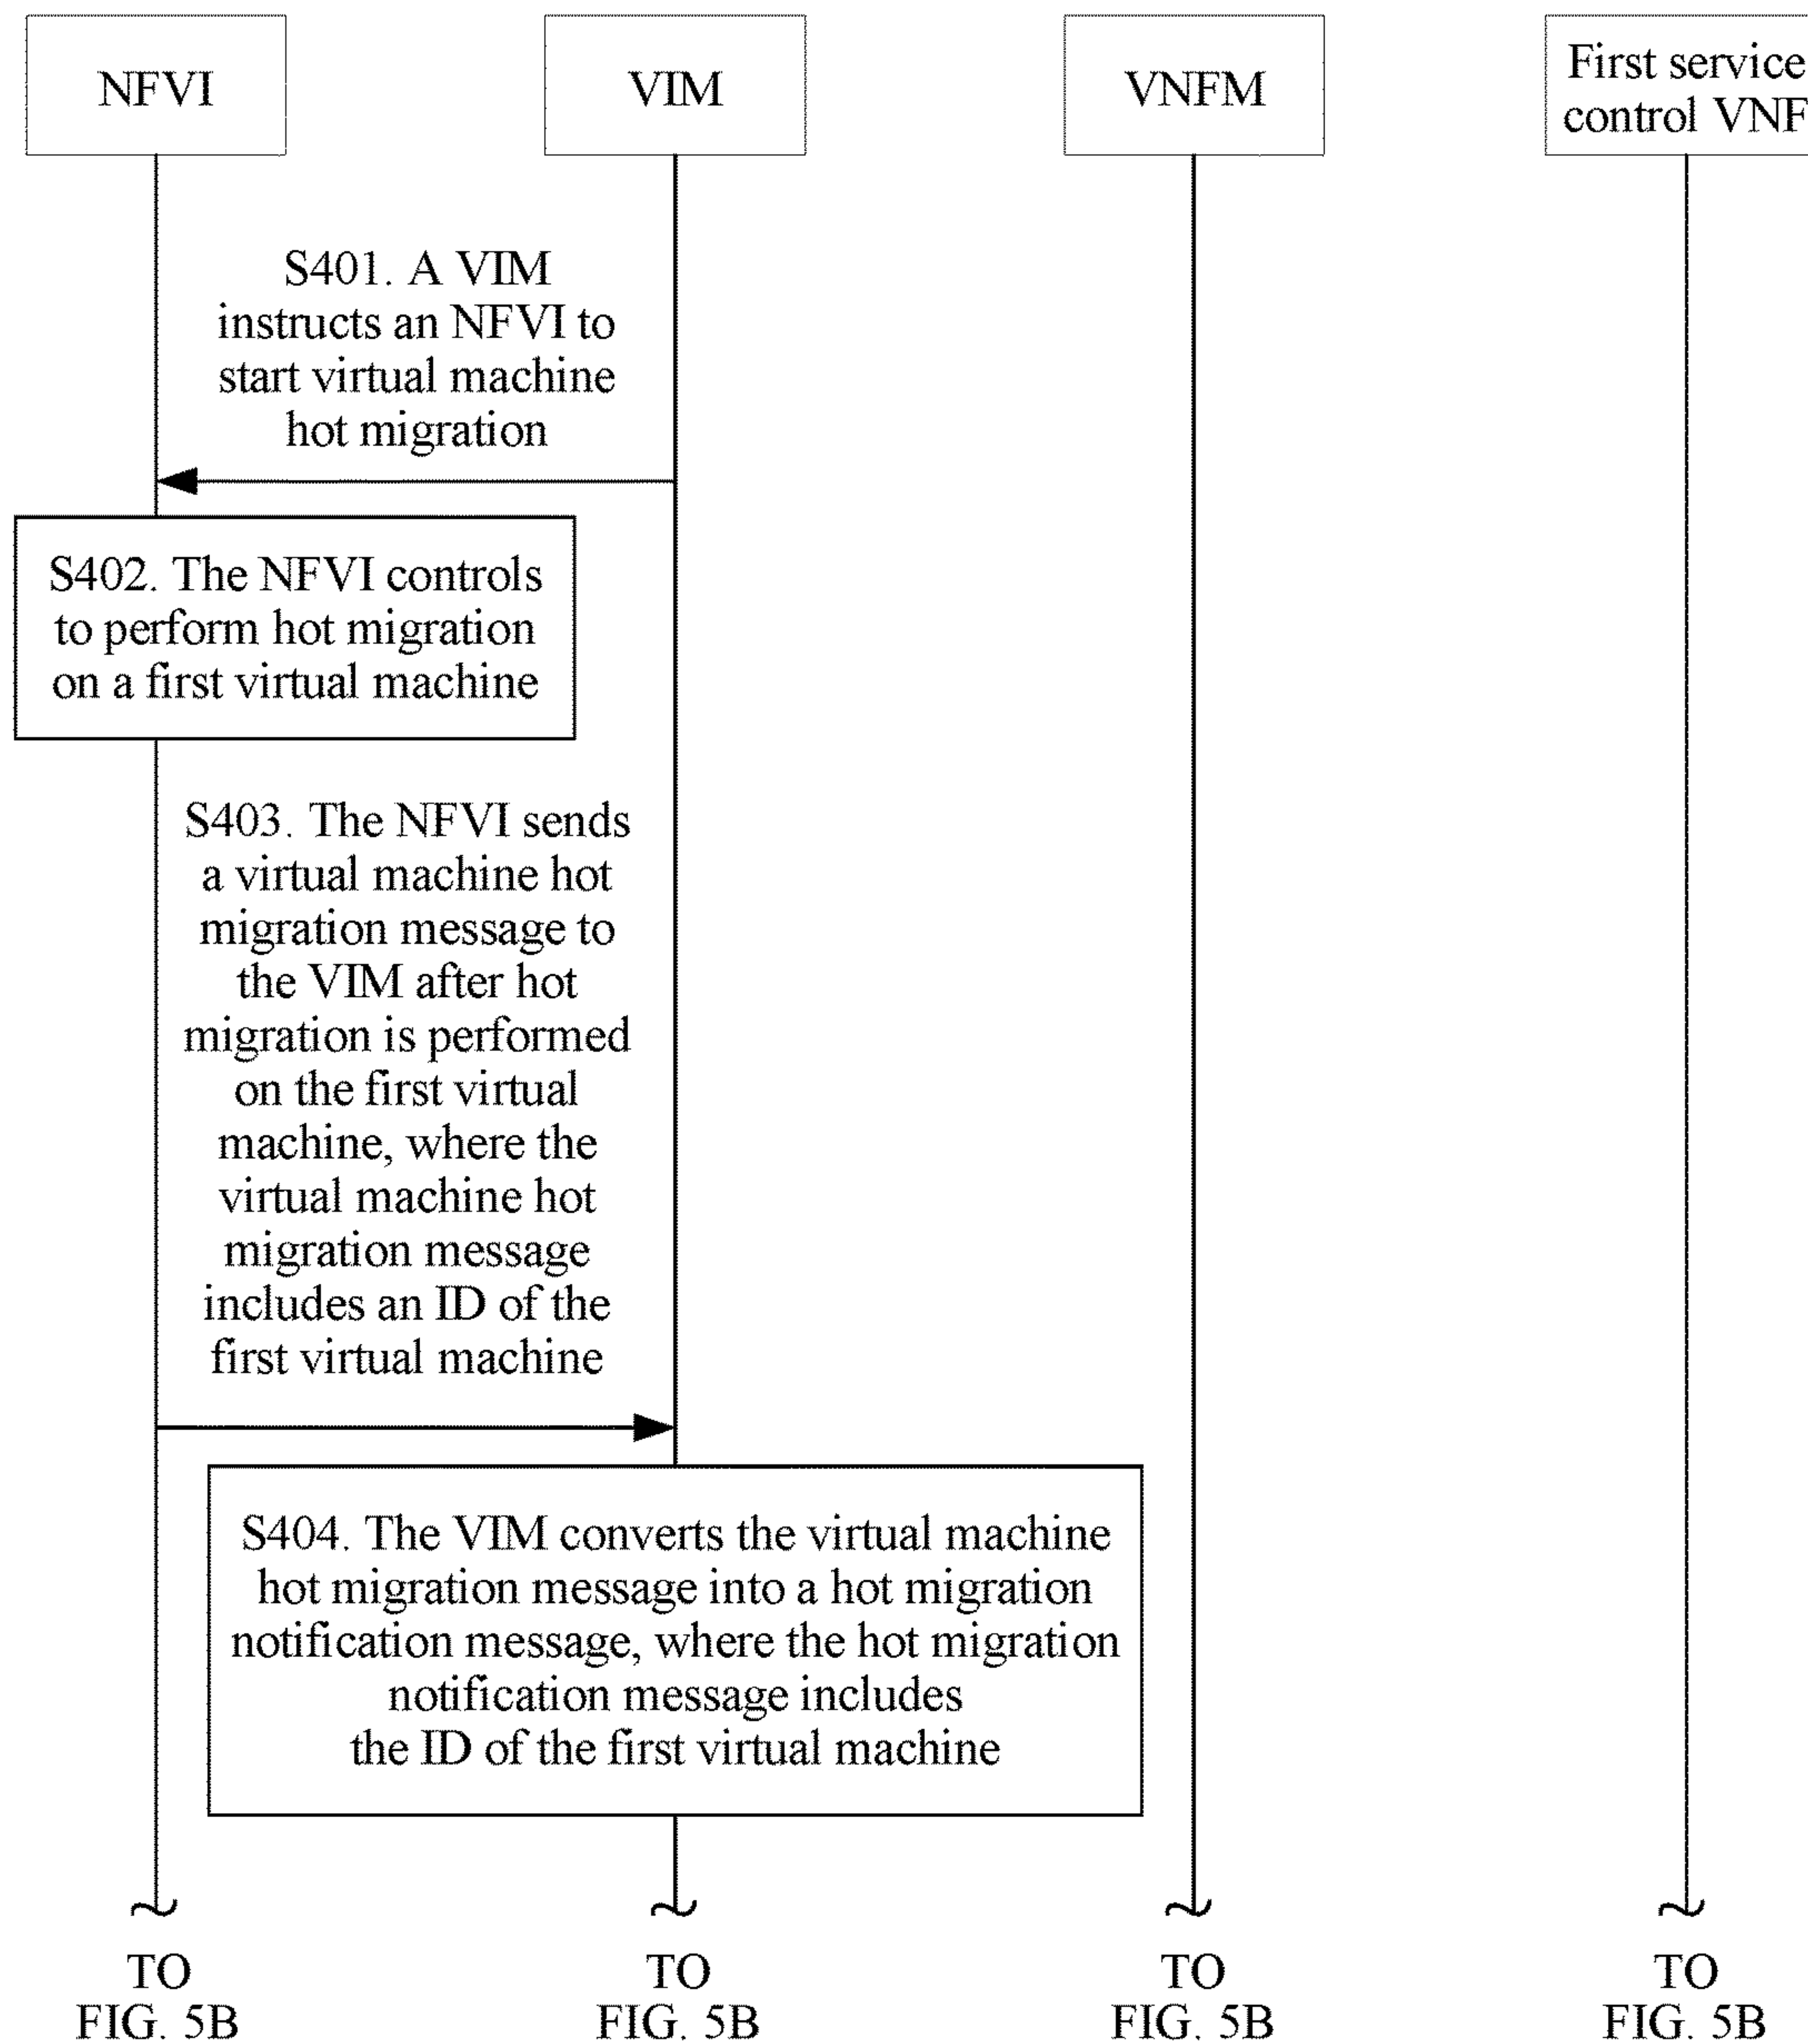 NFVI
VIM
VNFM
First service
control VNF
S401. A VIM
instructs an NFVI to
start virtual machine
hot migration
S402. The NFVI controls
to perform hot migration
on a first virtual machine
S403. The NFVI sends
a virtual machine hot
migration message to
the VIM after hot
migration is performed
on the first virtual
machine, where the
virtual machine hot
migration message
includes an ID of the
first virtual machine
S404. The VIM converts the virtual machine
hot migration message into a hot migration
notification message, where the hot migration
notification message includes
the ID of the first virtual machine
TO
FIG. 5B
TO
FIG. 5B
TO
FIG. 5B
TO
FIG. 5B